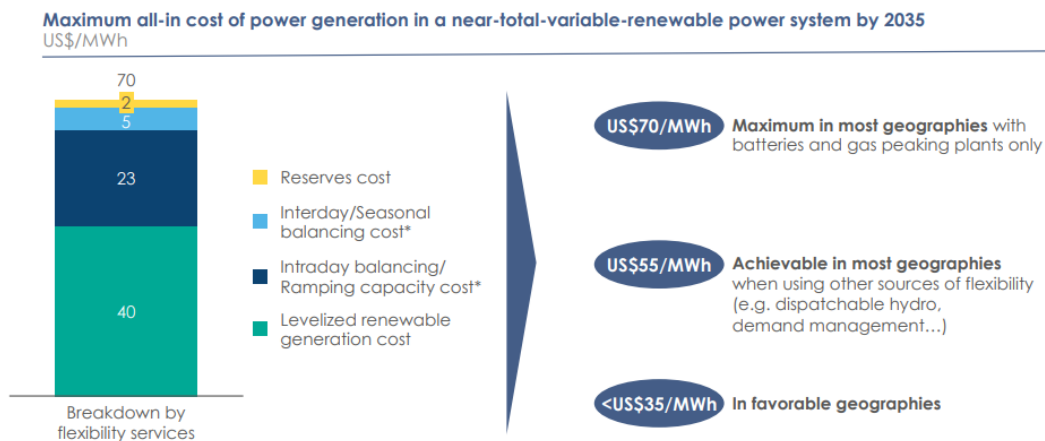 Maximum all-in cost of power generation in a near-total-variable-renewable power system by 2035
US$/MWh
70
2
5
23
40
Breakdown by
flexibility services
Reserves cost
Interday/Seasonal
balancing cost*
Intraday balancing/
Ramping capacity cost*
Levelized renewable
generation cost
US$70/MWh
Maximum in most geographies with
batteries and gas peaking plants only
US$55/MWh
Achievable in most geographies
when using other sources of flexibility
(e.g. dispatchable hydro,
demand management…)
<US$35/MWh
In favorable geographies